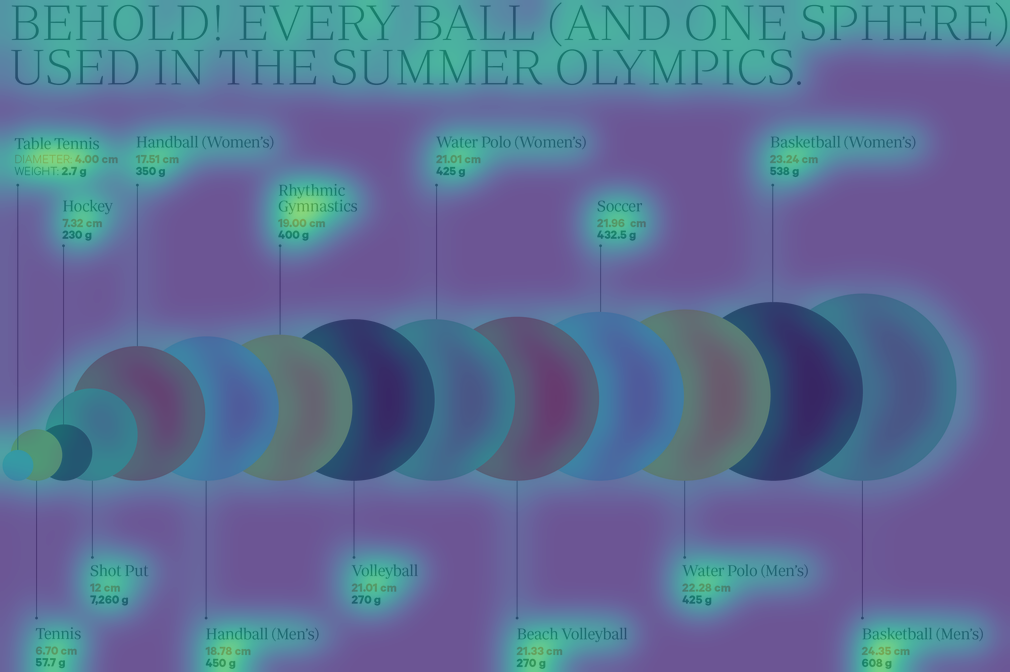 BEHOLD! EVERY BALL (AND ONE SPHERE)
USED IN THE SUMMER OLYMPICS.
Table Tennis
DIAMETER: 4.00 cm
WEIGHT: 2.7 g
Handball (Women's)
17.51 cm
350 g
Water Polo (Women's)
21.01 cm
425 g
Basketball (Women's)
23.24 cm
538 g
Hockey
7.32 cm
230 g
Rhythmic
Gymnastics
19.00 cm
400 g
Soccer
21.96 cm
432.5 g
Shot Put
12 cm
7,260 g
Volleyball
21.01 cm
270 g
Water Polo (Men's)
22.28 cm
425 g
Tennis
6.70 cm
57.7 g
Handball (Men's)
18.78 cm
450 g
Beach Volleyball
21.33 cm
270 g
Basketball (Men's)
24.35 cm
608 g